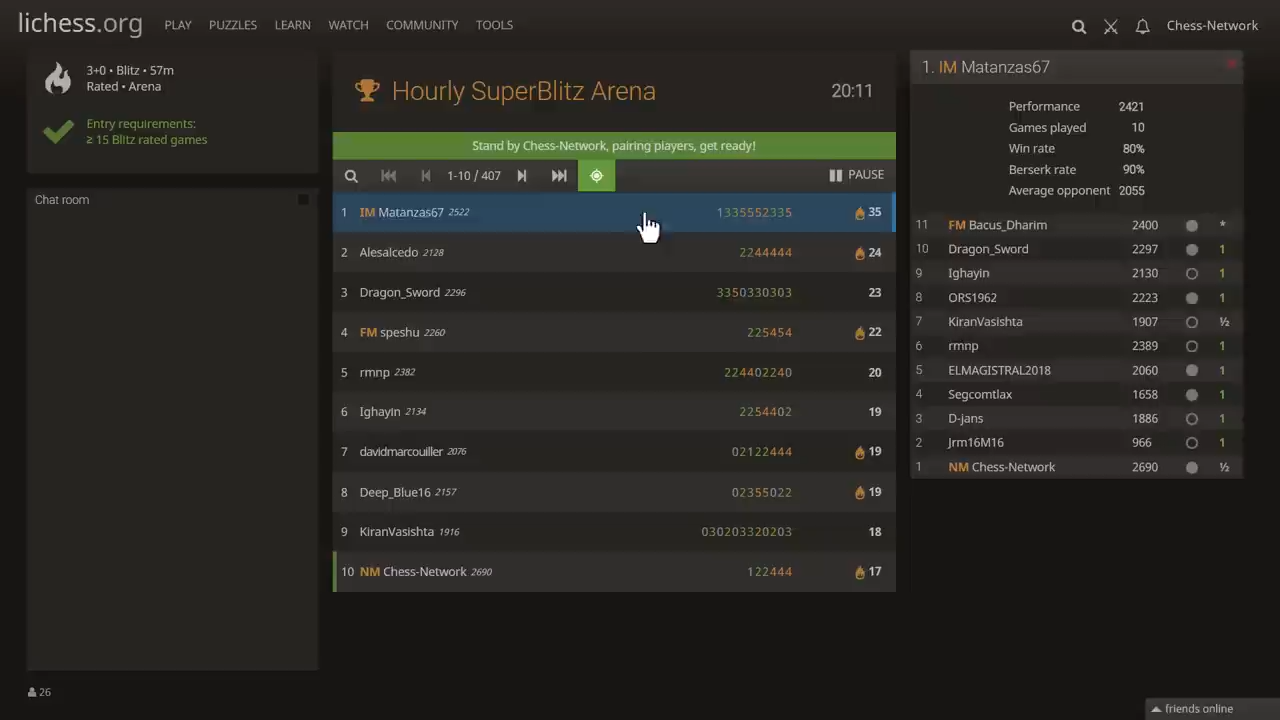 lichess.org PLAY PUZZLES LEARN WATCH COMMUNITY TOOLS Chess-Network
3+0 • Blitz • 57m
Rated • Arena
Entry requirements:
≥ 15 Blitz rated games
Chat room
26
Hourly SuperBlitz Arena 20:11
Stand by Chess-Network, pairing players, get ready!
1-10 / 407 PAUSE
1 IM Matanzas67 2522 1335552335 35
2 Alesalcedo 2128 2244444 24
3 Dragon_Sword 2296 3350330303 23
4 FM speshu 2260 225454 22
5 rmnp 2382 224402240 20
6 Ighayin 2134 2254402 19
7 davidmarcouiller 2076 02122444 19
8 Deep_Blue16 2157 02355022 19
9 KiranVasishta 1916 030203320203 18
10 NM Chess-Network 2690 122444 17
1. IM Matanzas67
Performance 2421
Games played 10
Win rate 80%
Berserk rate 90%
Average opponent 2055
11 FM Bacus_Dharim 2400 *
10 Dragon_Sword 2297 1
9 Ighayin 2130 1
8 ORS1962 2223 1
7 KiranVasishta 1907 ½
6 rmnp 2389 1
5 ELMAGISTRAL2018 2060 1
4 Segcomtlax 1658 1
3 D-jans 1886 1
2 Jrm16M16 966 1
1 NM Chess-Network 2690 ½
friends online